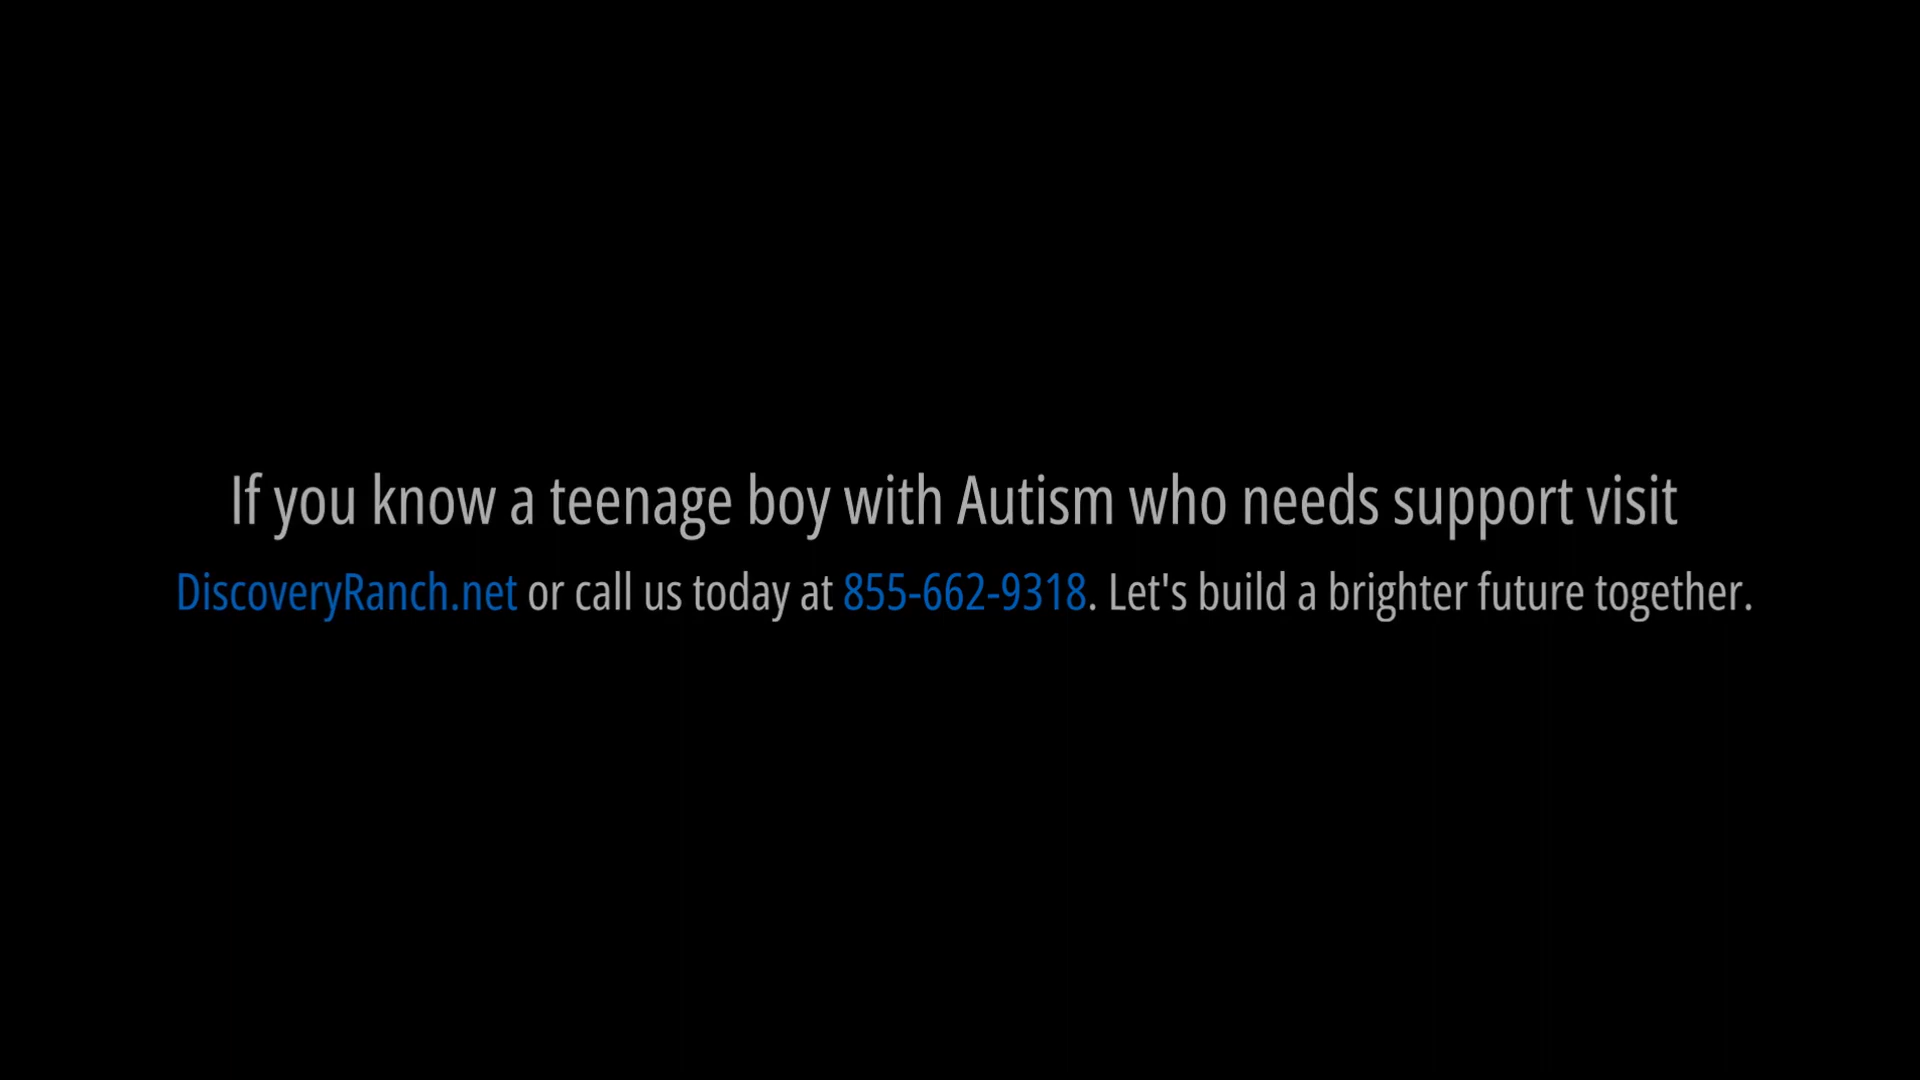 If you know a teenage boy with Autism who needs support visit
DiscoveryRanch.net or call us today at 855-662-9318. Let's build a brighter future together.